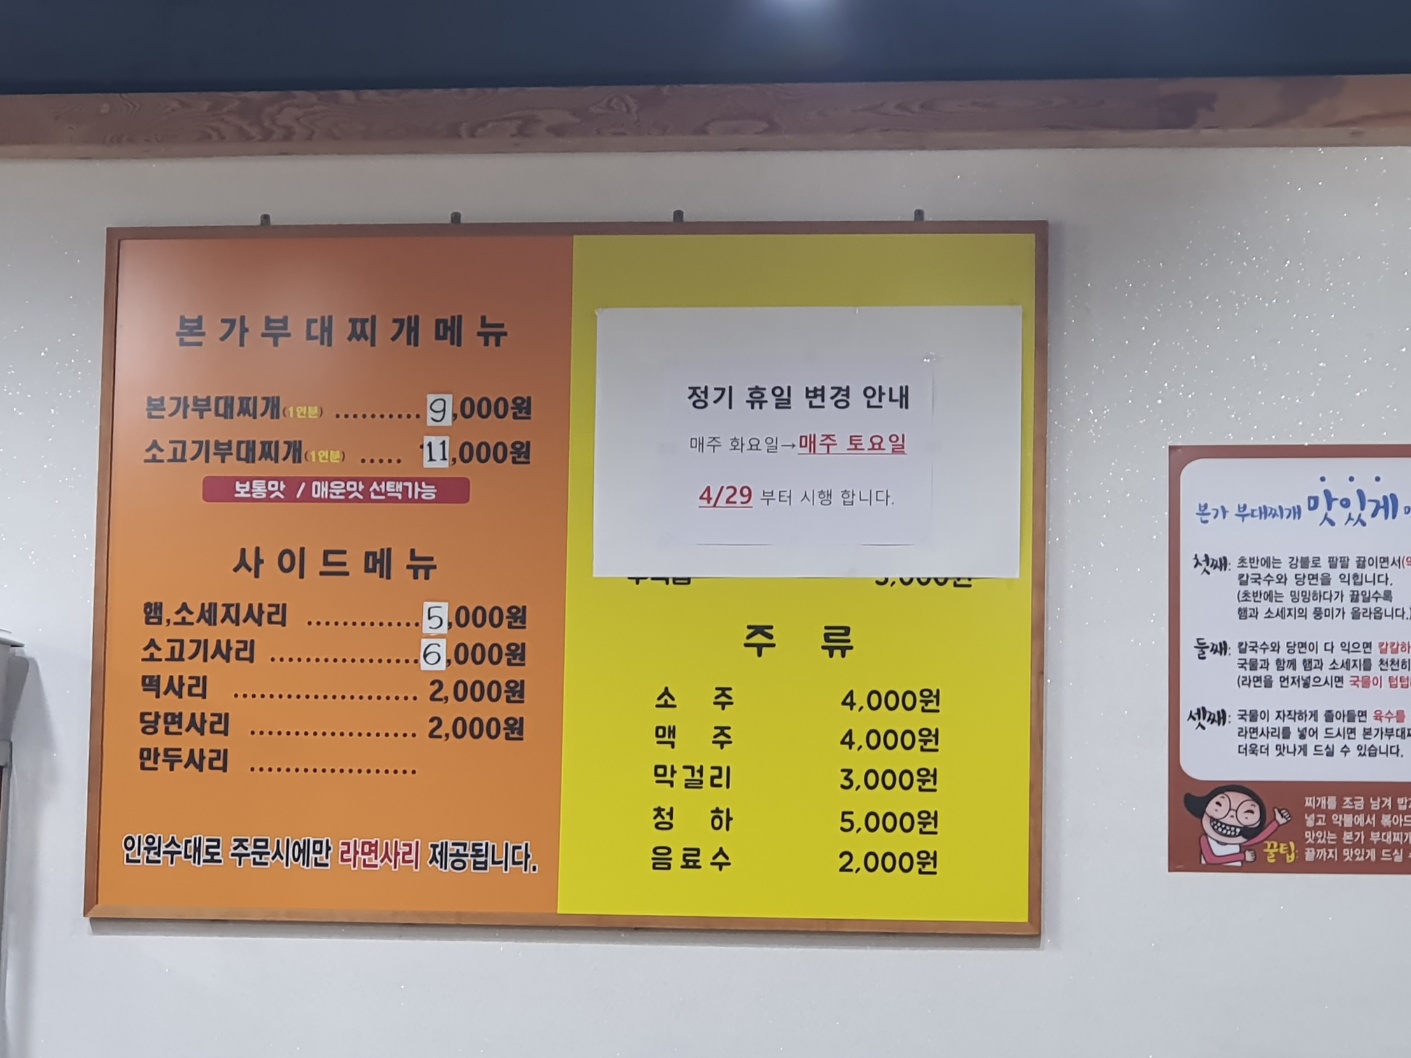 본가부대찌개메뉴
본가부대찌개(1인분) .......... 9,000원
소고기부대찌개(1인분) ..... 11,000원
보통맛 / 매운맛 선택가능
사이드메뉴
햄,소세지사리 ............. 5,000원
소고기사리 ................. 6,000원
떡사리 ..................... 2,000원
당면사리 ................... 2,000원
만두사리 ...................
인원수대로 주문시에만 라면사리 제공됩니다.
정기 휴일 변경 안내
매주 화요일→매주 토요일
4/29 부터 시행 합니다.
주 류
소 주 4,000원
맥 주 4,000원
막걸리 3,000원
청 하 5,000원
음료수 2,000원
본가 부대찌개 맛있게
첫째: 초반에는 강불로 팔팔 끓이면서
칼국수와 당면을 익힙니다.
(초반에는 밍밍하다가 끓일수록
햄과 소세지의 풍미가 올라옵니다.)
둘째: 칼국수와 당면이 다 익으면 칼칼하
국물과 함께 햄과 소세지를 천천히
(라면을 먼저넣으시면 국물이 텁텁
셋째: 국물이 자작하게 졸아들면 육수를
라면사리를 넣어 드시면 본가부대
더욱더 맛나게 드실 수 있습니다.
꿀팁:
찌개를 조금 남겨 밥
넣고 약불에서 볶아드
맛있는 본가 부대찌개
끝까지 맛있게 드실